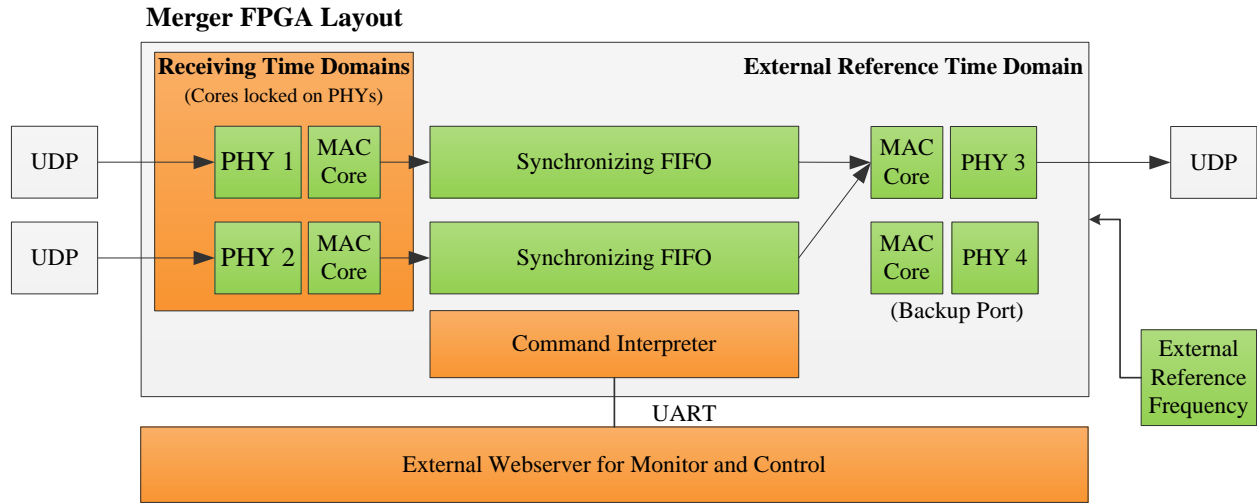 Merger FPGA Layout
Receiving Time Domains
(Cores locked on PHYs)
External Reference Time Domain
UDP
PHY 1
MAC
Core
Synchronizing FIFO
MAC
Core
PHY 3
UDP
UDP
PHY 2
MAC
Core
Synchronizing FIFO
MAC
Core
PHY 4
(Backup Port)
Command Interpreter
External
Reference
Frequency
UART
External Webserver for Monitor and Control